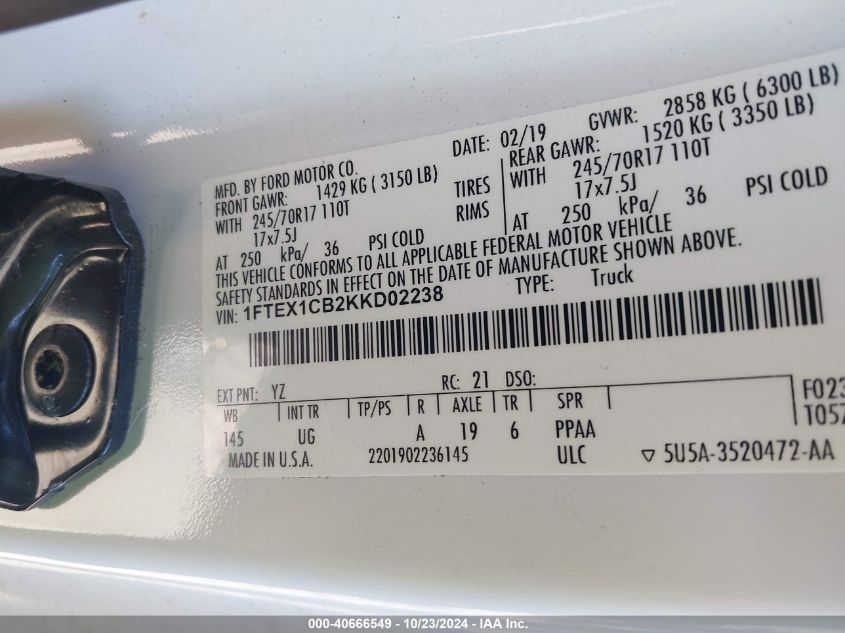 MFD. BY FORD MOTOR CO. DATE: 02/19 GVWR: 2858 KG ( 6300 LB)
FRONT GAWR: 1429 KG ( 3150 LB) REAR GAWR: 1520 KG ( 3350 LB)
WITH 245/70R17 110T TIRES WITH 245/70R17 110T
17x7.5J RIMS 17x7.5J
AT 250 kPa/ 36 PSI COLD AT 250 kPa/ 36 PSI COLD
THIS VEHICLE CONFORMS TO ALL APPLICABLE FEDERAL MOTOR VEHICLE
SAFETY STANDARDS IN EFFECT ON THE DATE OF MANUFACTURE SHOWN ABOVE.
VIN: 1FTEX1CB2KKD02238 TYPE: Truck
EXT PNT: YZ RC: 21 DSO:
WB INT TR TP/PS R AXLE TR SPR F023
145 UG A 19 6 PPAA T057
MADE IN U.S.A. 2201902236145 ULC ▽ 5U5A-3520472-AA
000-40666549 - 10/23/2024 - IAA Inc.